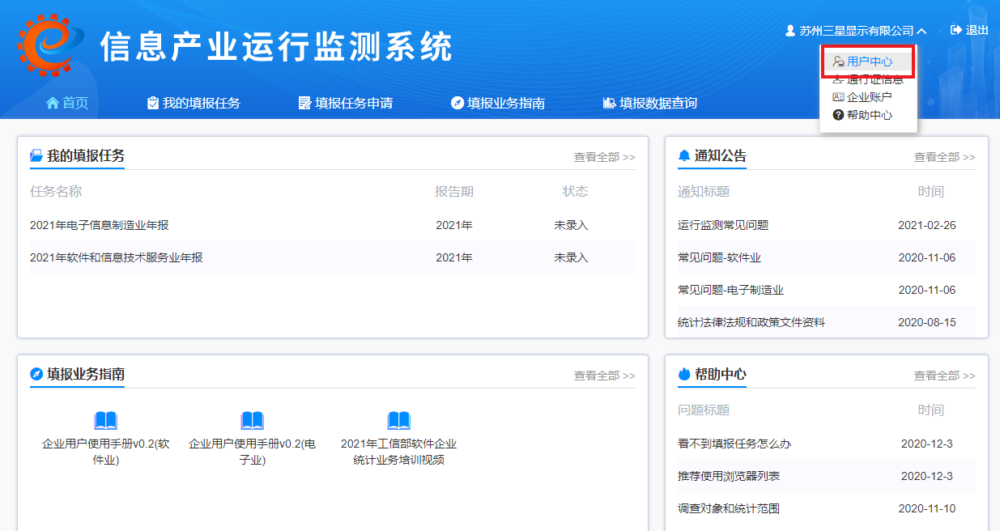 信息产业运行监测系统
苏州三星显示有限公司
退出
用户中心
通行证信息
企业账户
帮助中心
首页
我的填报任务
填报任务申请
填报业务指南
填报数据查询
我的填报任务
查看全部 >>
任务名称 报告期 状态
2021年电子信息制造业年报 2021年 未录入
2021年软件和信息技术服务业年报 2021年 未录入
通知公告
查看全部 >>
通知标题 时间
运行监测常见问题 2021-02-26
常见问题-软件业 2020-11-06
常见问题-电子制造业 2020-11-06
统计法律法规和政策文件资料 2020-08-15
填报业务指南
查看全部 >>
企业用户使用手册v0.2(软
件业)
企业用户使用手册v0.2(电
子业)
2021年工信部软件企业
统计业务培训视频
帮助中心
查看全部 >>
问题标题 时间
看不到填报任务怎么办 2020-12-3
推荐使用浏览器列表 2020-12-3
调查对象和统计范围 2020-11-10